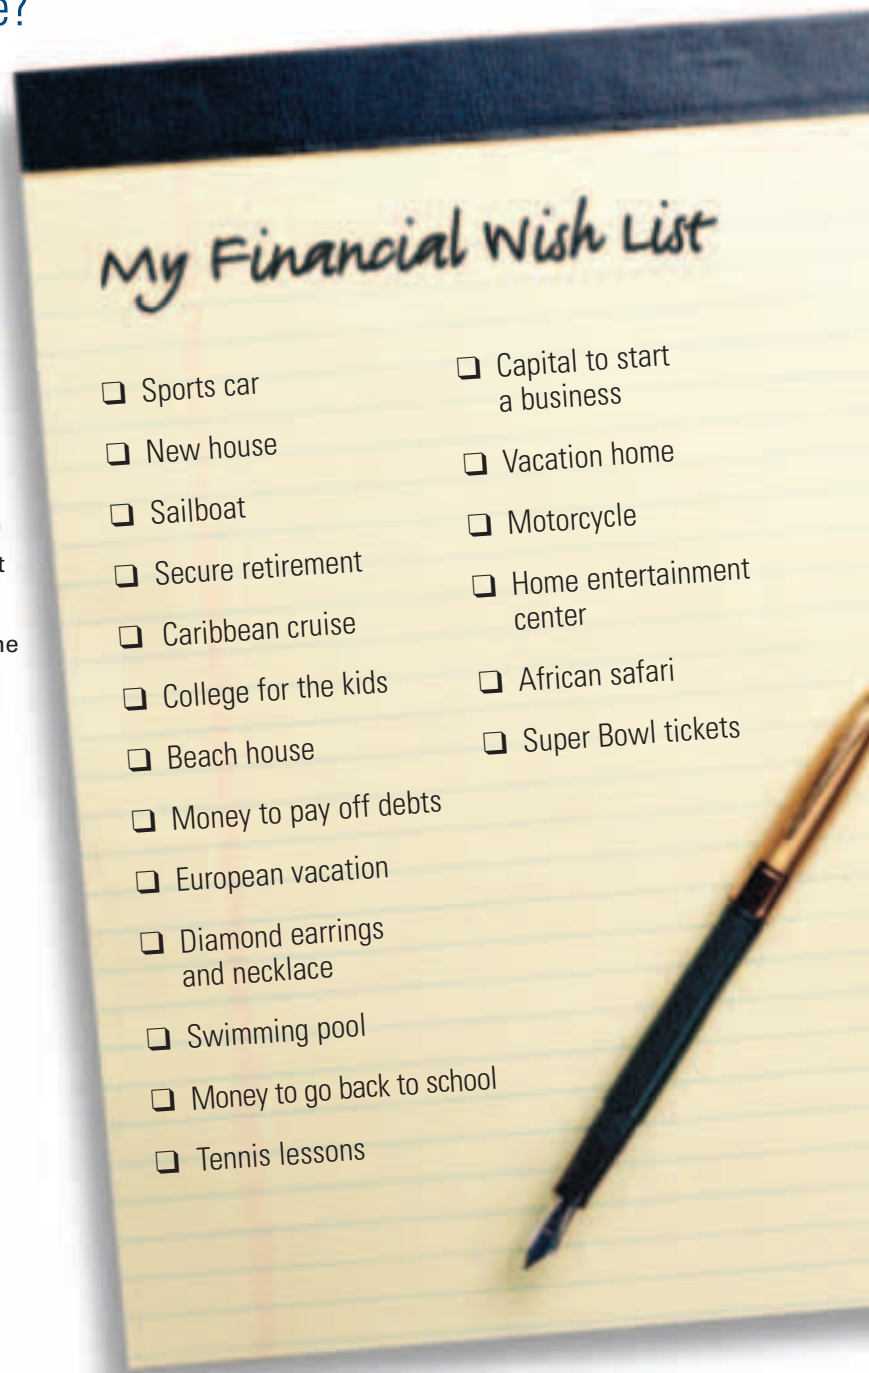 e?
My Financial Wish List
❑ Sports car
❑ New house
❑ Sailboat
❑ Secure retirement
❑ Caribbean cruise
❑ College for the kids
❑ Beach house
❑ Money to pay off debts
❑ European vacation
❑ Diamond earrings
and necklace
❑ Swimming pool
❑ Money to go back to school
❑ Tennis lessons
❑ Capital to start
a business
❑ Vacation home
❑ Motorcycle
❑ Home entertainment
center
❑ African safari
❑ Super Bowl tickets